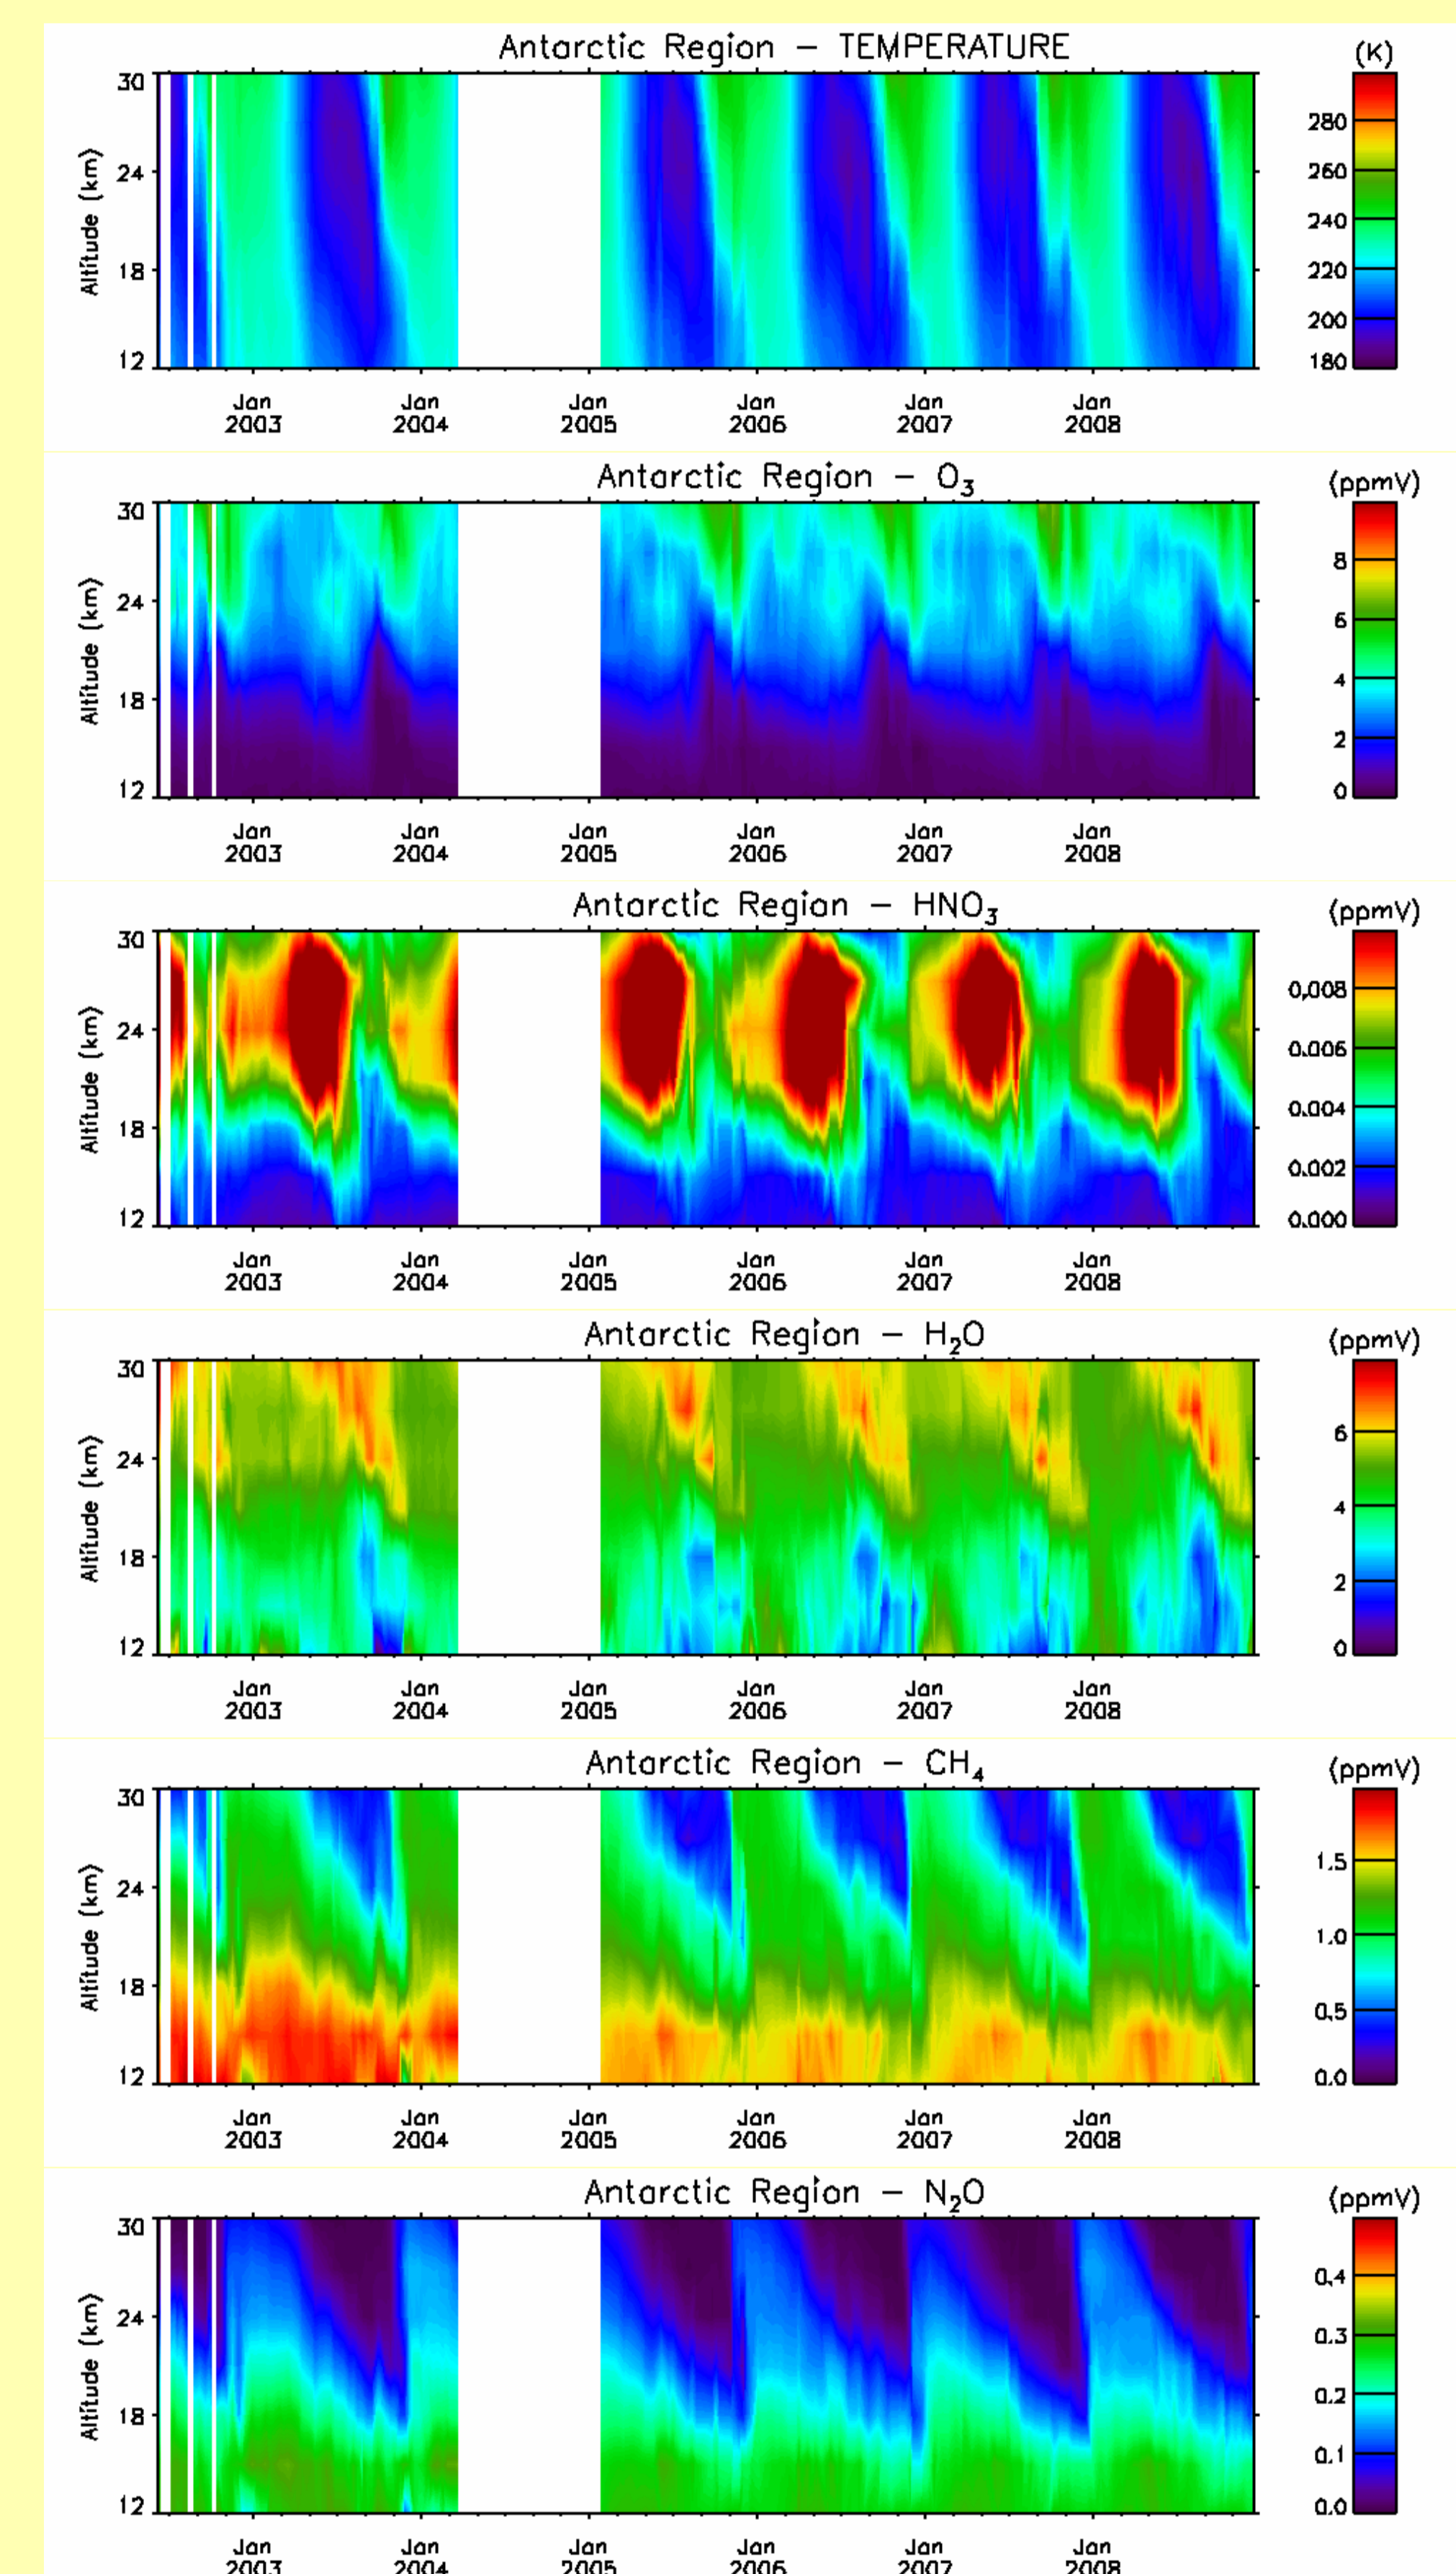 Antarctic Region – TEMPERATURE
(K)
30
24
18
12
Altitude (km)
280
260
240
220
200
180
Jan Jan Jan Jan Jan Jan
2003 2004 2005 2006 2007 2008
Antarctic Region – O₃
(ppmV)
30
24
18
12
Altitude (km)
8
6
4
2
0
Jan Jan Jan Jan Jan Jan
2003 2004 2005 2006 2007 2008
Antarctic Region – HNO₃
(ppmV)
30
24
18
12
Altitude (km)
0.008
0.006
0.004
0.002
0.000
Jan Jan Jan Jan Jan Jan
2003 2004 2005 2006 2007 2008
Antarctic Region – H₂O
(ppmV)
30
24
18
12
Altitude (km)
6
4
2
0
Jan Jan Jan Jan Jan Jan
2003 2004 2005 2006 2007 2008
Antarctic Region – CH₄
(ppmV)
30
24
18
12
Altitude (km)
1.5
1.0
0.5
0.0
Jan Jan Jan Jan Jan Jan
2003 2004 2005 2006 2007 2008
Antarctic Region – N₂O
(ppmV)
30
24
18
12
Altitude (km)
0.4
0.3
0.2
0.1
0.0
Jan Jan Jan Jan Jan Jan
2003 2004 2005 2006 2007 2008